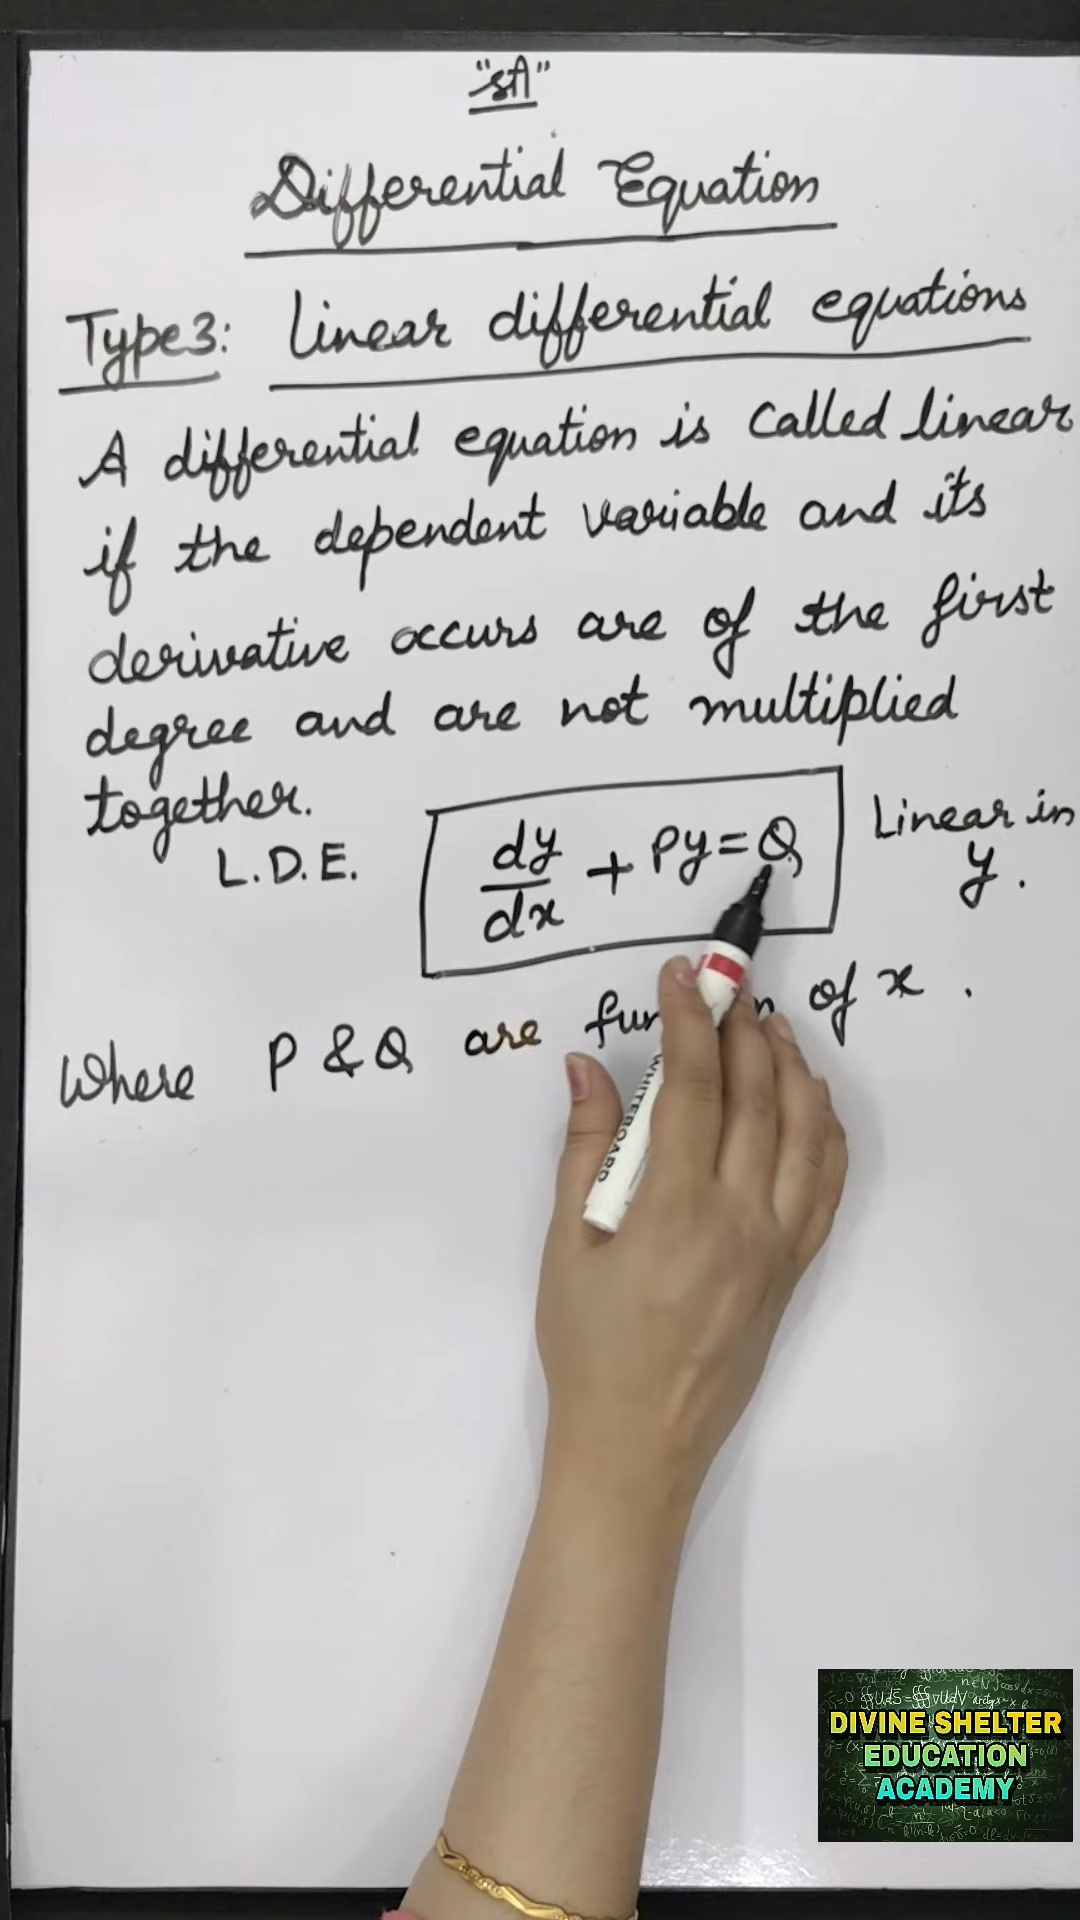 "श्री"
Differential Equation
Type3: Linear differential equations
A differential equation is called linear
if the dependent variable and its
derivative occurs are of the first
degree and are not multiplied
together.
L.D.E. dy/dx + Py = Q Linear in y.
Where P & Q are of x .
WHITEBOARD
DIVINE SHELTER
EDUCATION
ACADEMY